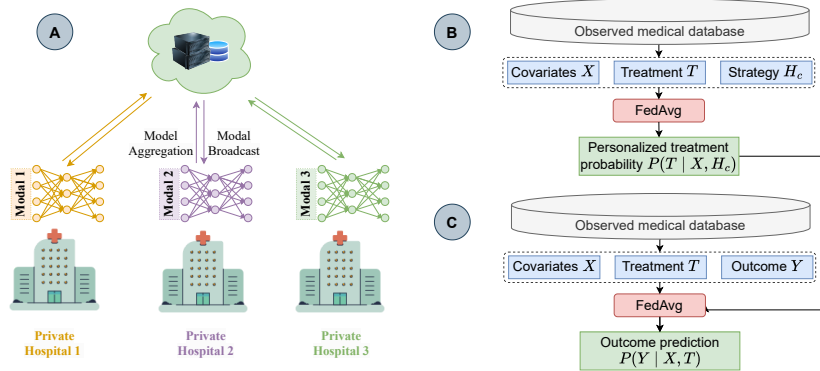 A
Model
Aggregation
Modal
Broadcast
Modal 1
Modal 2
Modal 3
Private
Hospital 1
Private
Hospital 2
Private
Hospital 3
B
Observed medical database
Covariates X
Treatment T
Strategy H_c
FedAvg
Personalized treatment
probability P(T | X, H_c)
C
Observed medical database
Covariates X
Treatment T
Outcome Y
FedAvg
Outcome prediction
P(Y | X, T)